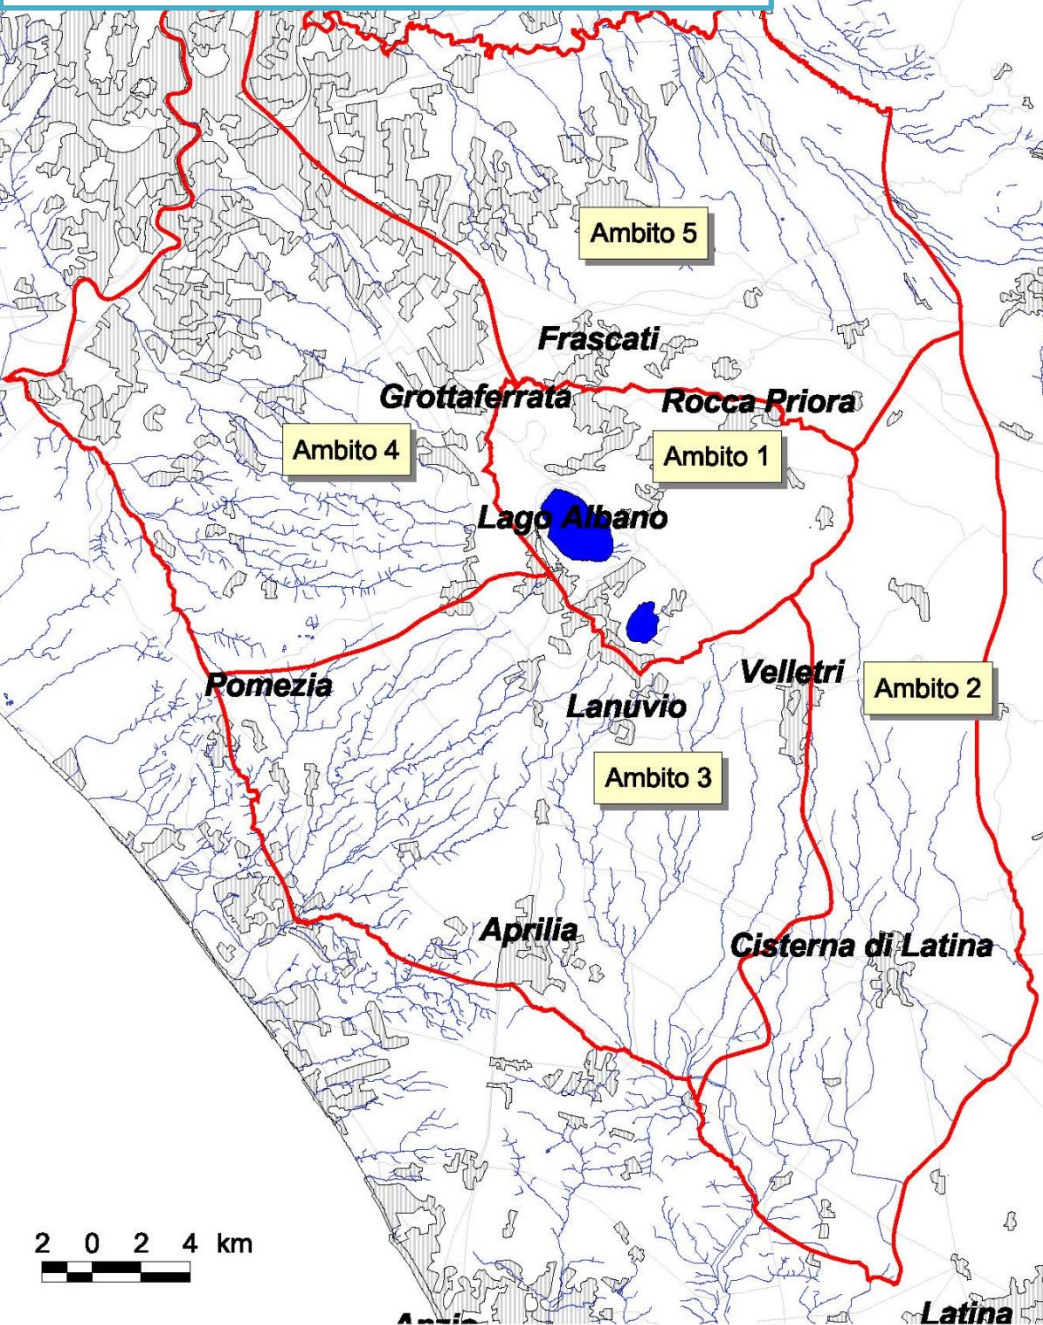 Ambito 5
Frascati
Grottaferrata
Rocca Priora
Ambito 4
Ambito 1
Lago Albano
Velletri
Pomezia
Ambito 2
Lanuvio
Ambito 3
Aprilia
Cisterna di Latina
2 0 2 4 km
Latina
Anzio